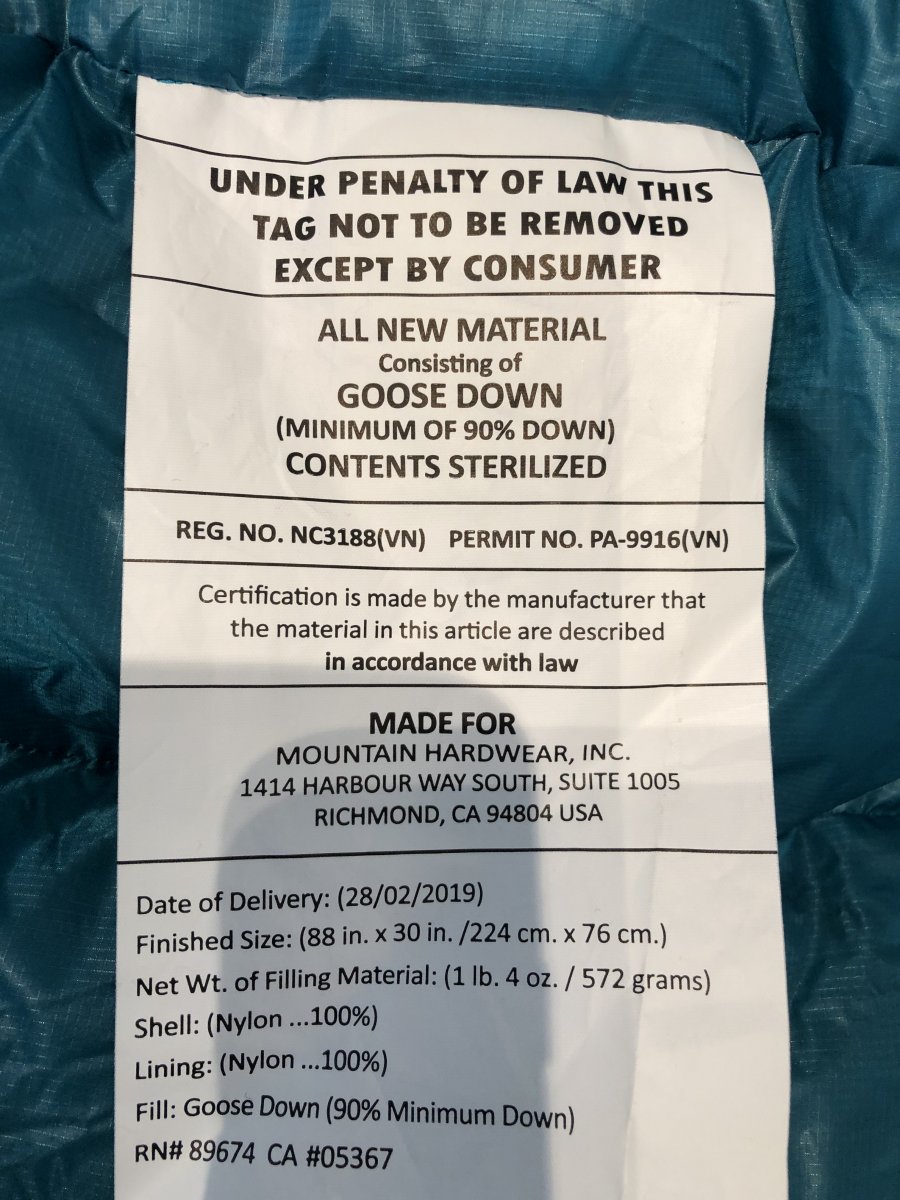 UNDER PENALTY OF LAW THIS
TAG NOT TO BE REMOVED
EXCEPT BY CONSUMER
ALL NEW MATERIAL
Consisting of
GOOSE DOWN
(MINIMUM OF 90% DOWN)
CONTENTS STERILIZED
REG. NO. NC3188(VN) PERMIT NO. PA-9916(VN)
Certification is made by the manufacturer that
the material in this article are described
in accordance with law
MADE FOR
MOUNTAIN HARDWEAR, INC.
1414 HARBOUR WAY SOUTH, SUITE 1005
RICHMOND, CA 94804 USA
Date of Delivery: (28/02/2019)
Finished Size: (88 in. x 30 in. /224 cm. x 76 cm.)
Net Wt. of Filling Material: (1 lb. 4 oz. / 572 grams)
Shell: (Nylon ...100%)
Lining: (Nylon ...100%)
Fill: Goose Down (90% Minimum Down)
RN# 89674 CA #05367